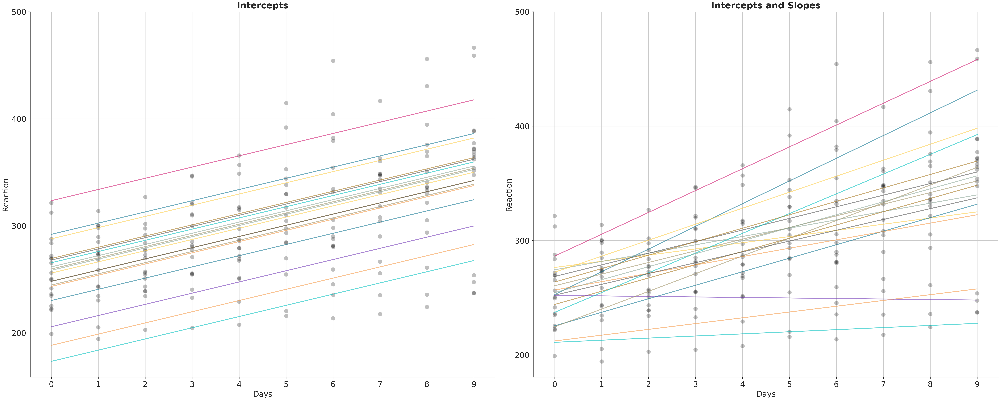 Intercepts
500
400
300
200
Reaction
0 1 2 3 4 5 6 7 8 9
Days
Intercepts and Slopes
500
400
300
200
Reaction
0 1 2 3 4 5 6 7 8 9
Days